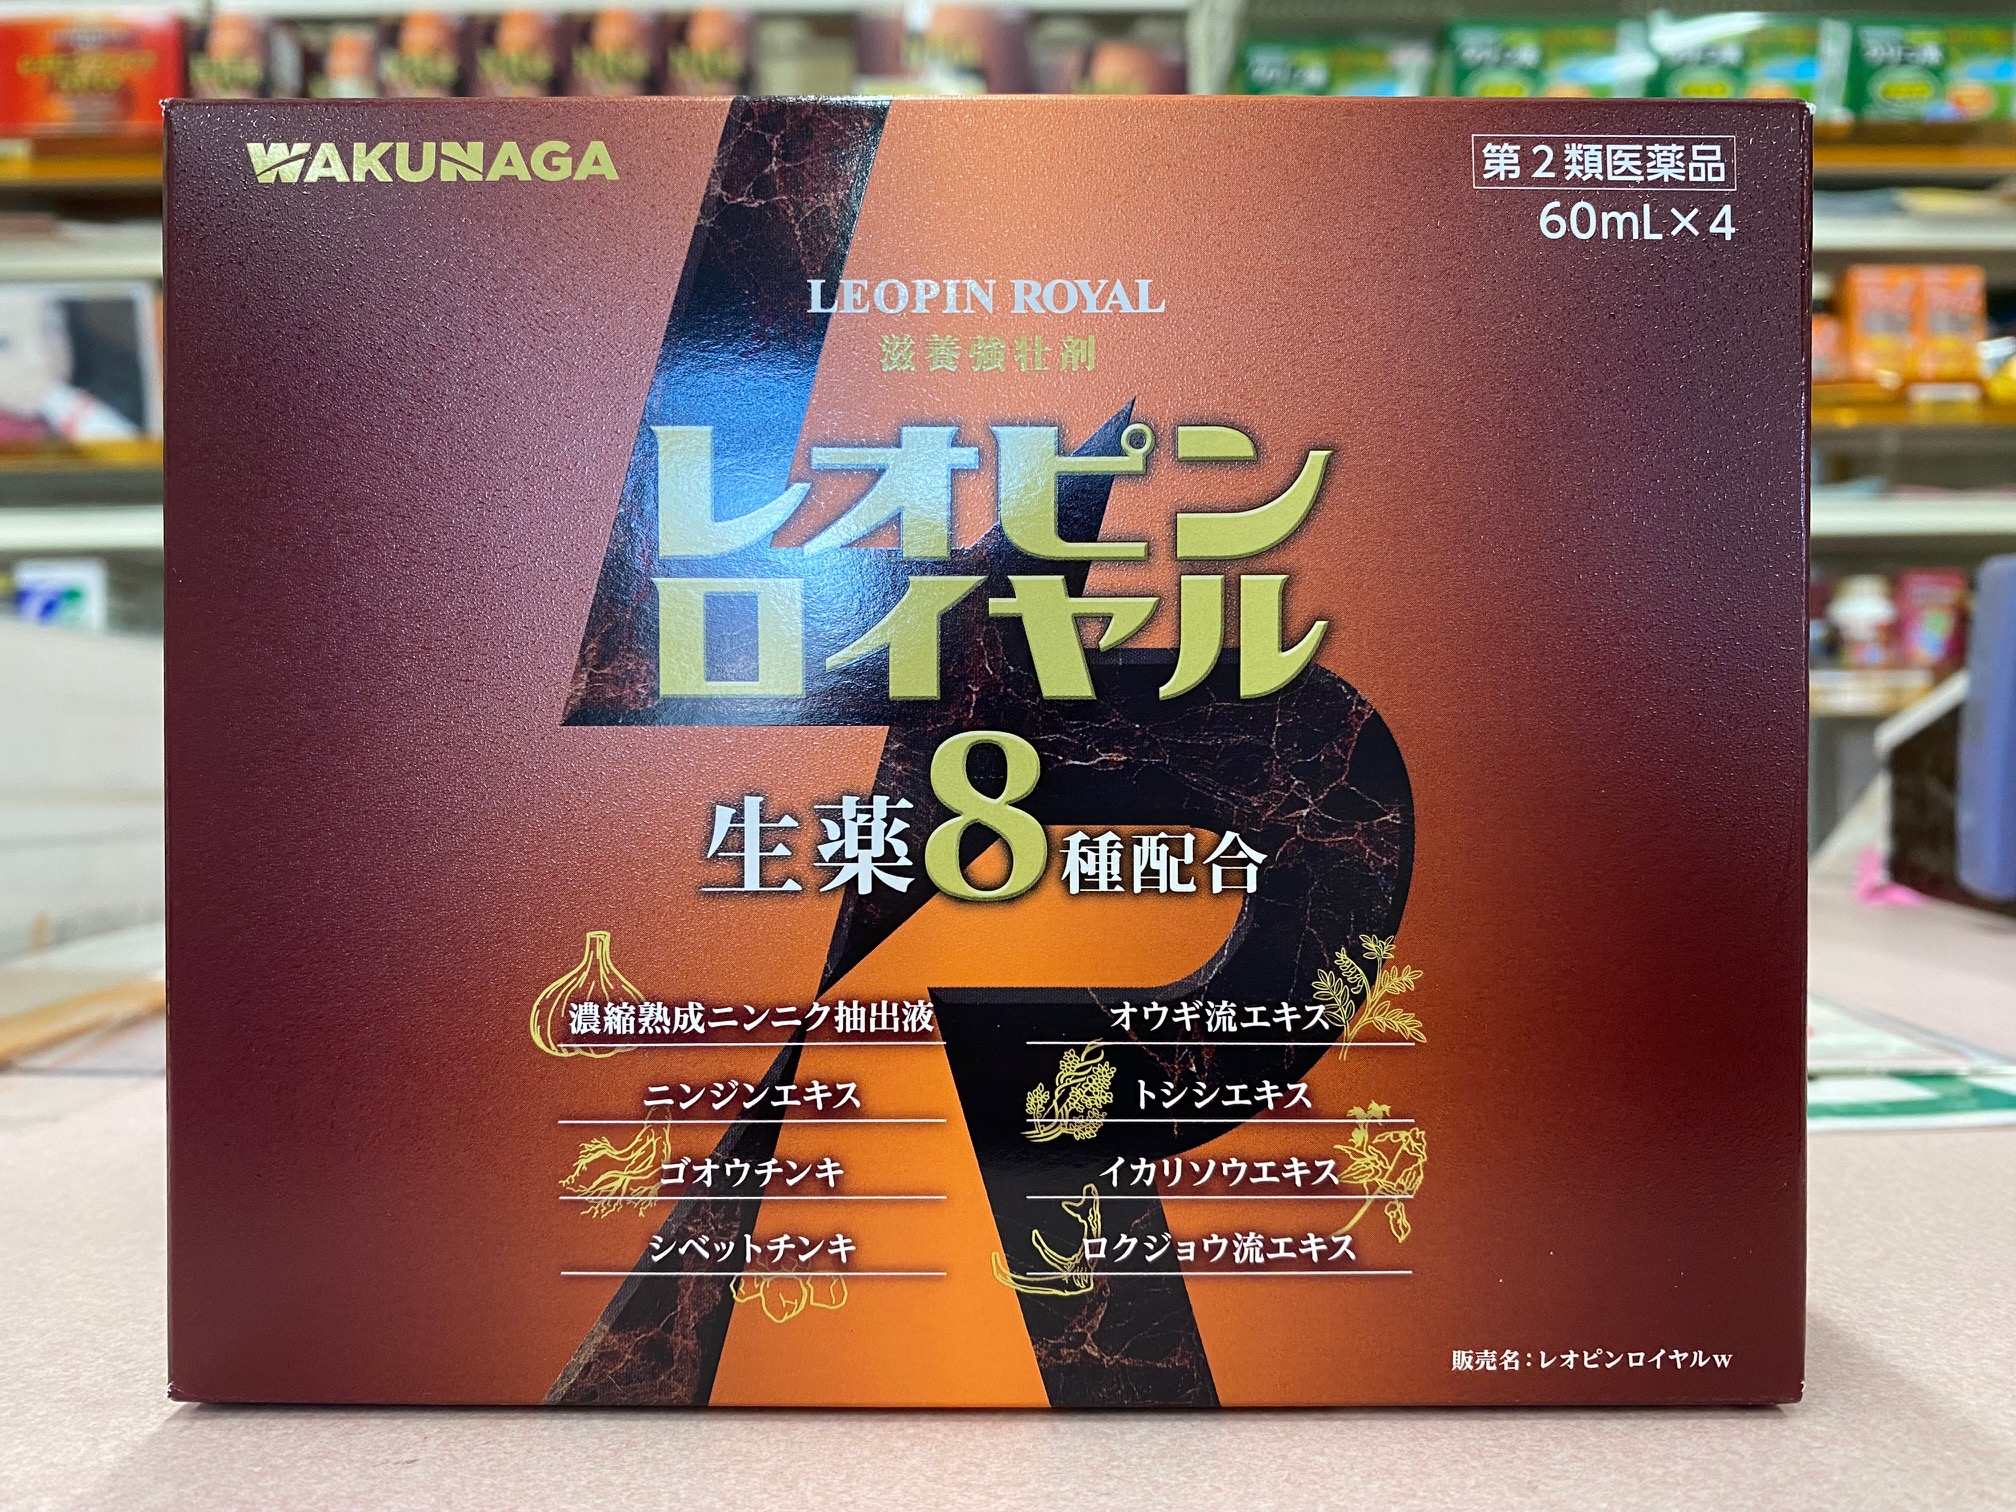 WAKUNAGA
第2類医薬品
60mL×4
LEOPIN ROYAL
滋養強壮剤
レオピン
ロイヤル
生薬8種配合
濃縮熟成ニンニク抽出液
オウギ流エキス
ニンジンエキス
トシシエキス
ゴオウチンキ
イカリソウエキス
シベットチンキ
ロクジョウ流エキス
販売名：レオピンロイヤルw